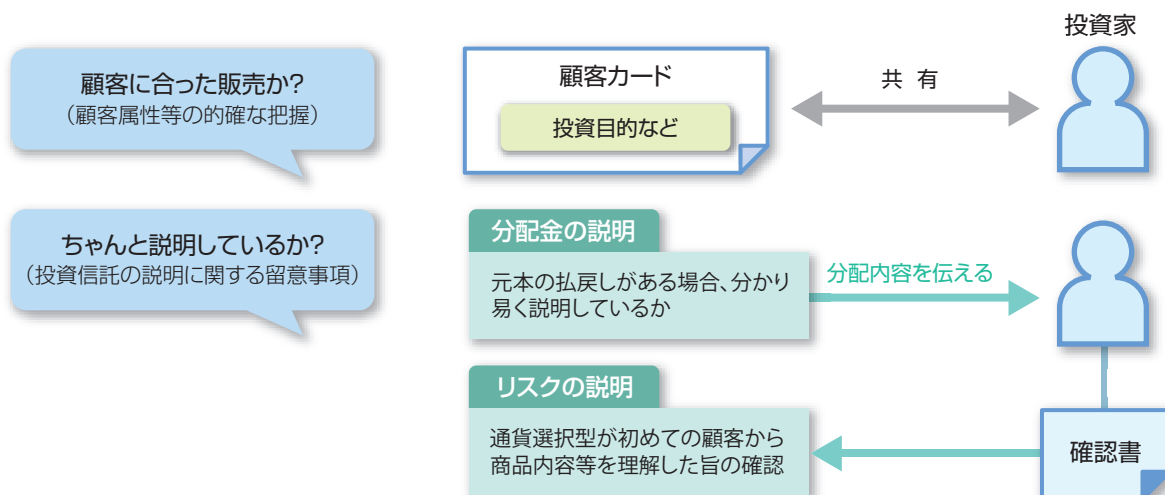 投資家
顧客に合った販売か?
（顧客属性等的確な把握）
顧客カード
投資目的など
共 有
ちゃんと説明しているか?
（投資信託の説明に関する留意事項）
分配金の説明
元本の払戻しがある場合、分かり
易く説明しているか
分配内容を伝える
リスクの説明
通貨選択型が初めての顧客から
商品内容等を理解した旨の確認
確認書